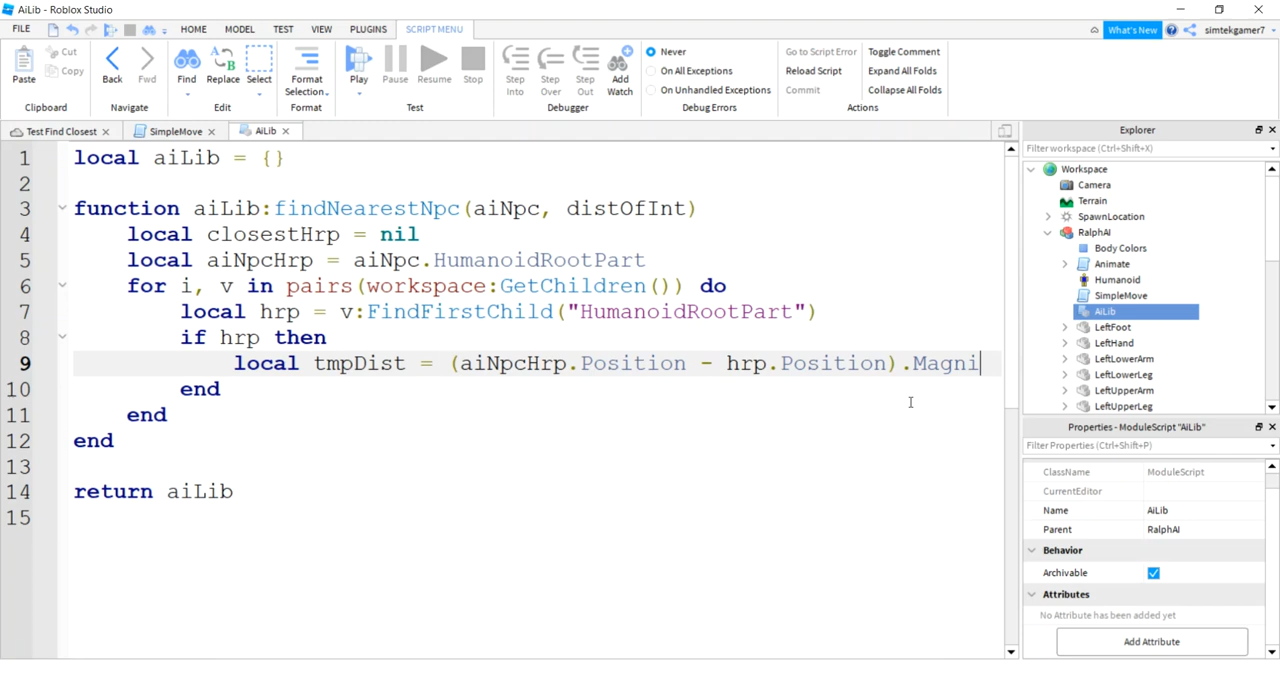 AiLib - Roblox Studio
FILE HOME MODEL TEST VIEW PLUGINS SCRIPT MENU What's New simtekgamer7
Paste Cut Copy Back Fwd Find Replace Select Format Selection Play Pause Resume Stop Step Into Step Over Step Out Add Watch Never On All Exceptions On Unhandled Exceptions Go to Script Error Reload Script Commit Toggle Comment Expand All Folds Collapse All Folds
Clipboard Navigate Edit Format Test Debugger Debug Errors Actions
Test Find Closest SimpleMove AiLib
1 local aiLib = {}
2
3 function aiLib:findNearestNpc(aiNpc, distOfInt)
4 local closestHrp = nil
5 local aiNpcHrp = aiNpc.HumanoidRootPart
6 for i, v in pairs(workspace:GetChildren()) do
7 local hrp = v:FindFirstChild("HumanoidRootPart")
8 if hrp then
9 local tmpDist = (aiNpcHrp.Position - hrp.Position).Magni
10 end
11 end
12 end
13
14 return aiLib
15
Explorer
Filter workspace (Ctrl+Shift+X)
Workspace
Camera
Terrain
SpawnLocation
RalphAI
Body Colors
Animate
Humanoid
SimpleMove
AiLib
LeftFoot
LeftHand
LeftLowerArm
LeftLowerLeg
LeftUpperArm
LeftUpperLeg
Properties - ModuleScript "AiLib"
Filter Properties (Ctrl+Shift+P)
ClassName ModuleScript
CurrentEditor
Name AiLib
Parent RalphAI
Behavior
Archivable
Attributes
No Attribute has been added yet
Add Attribute